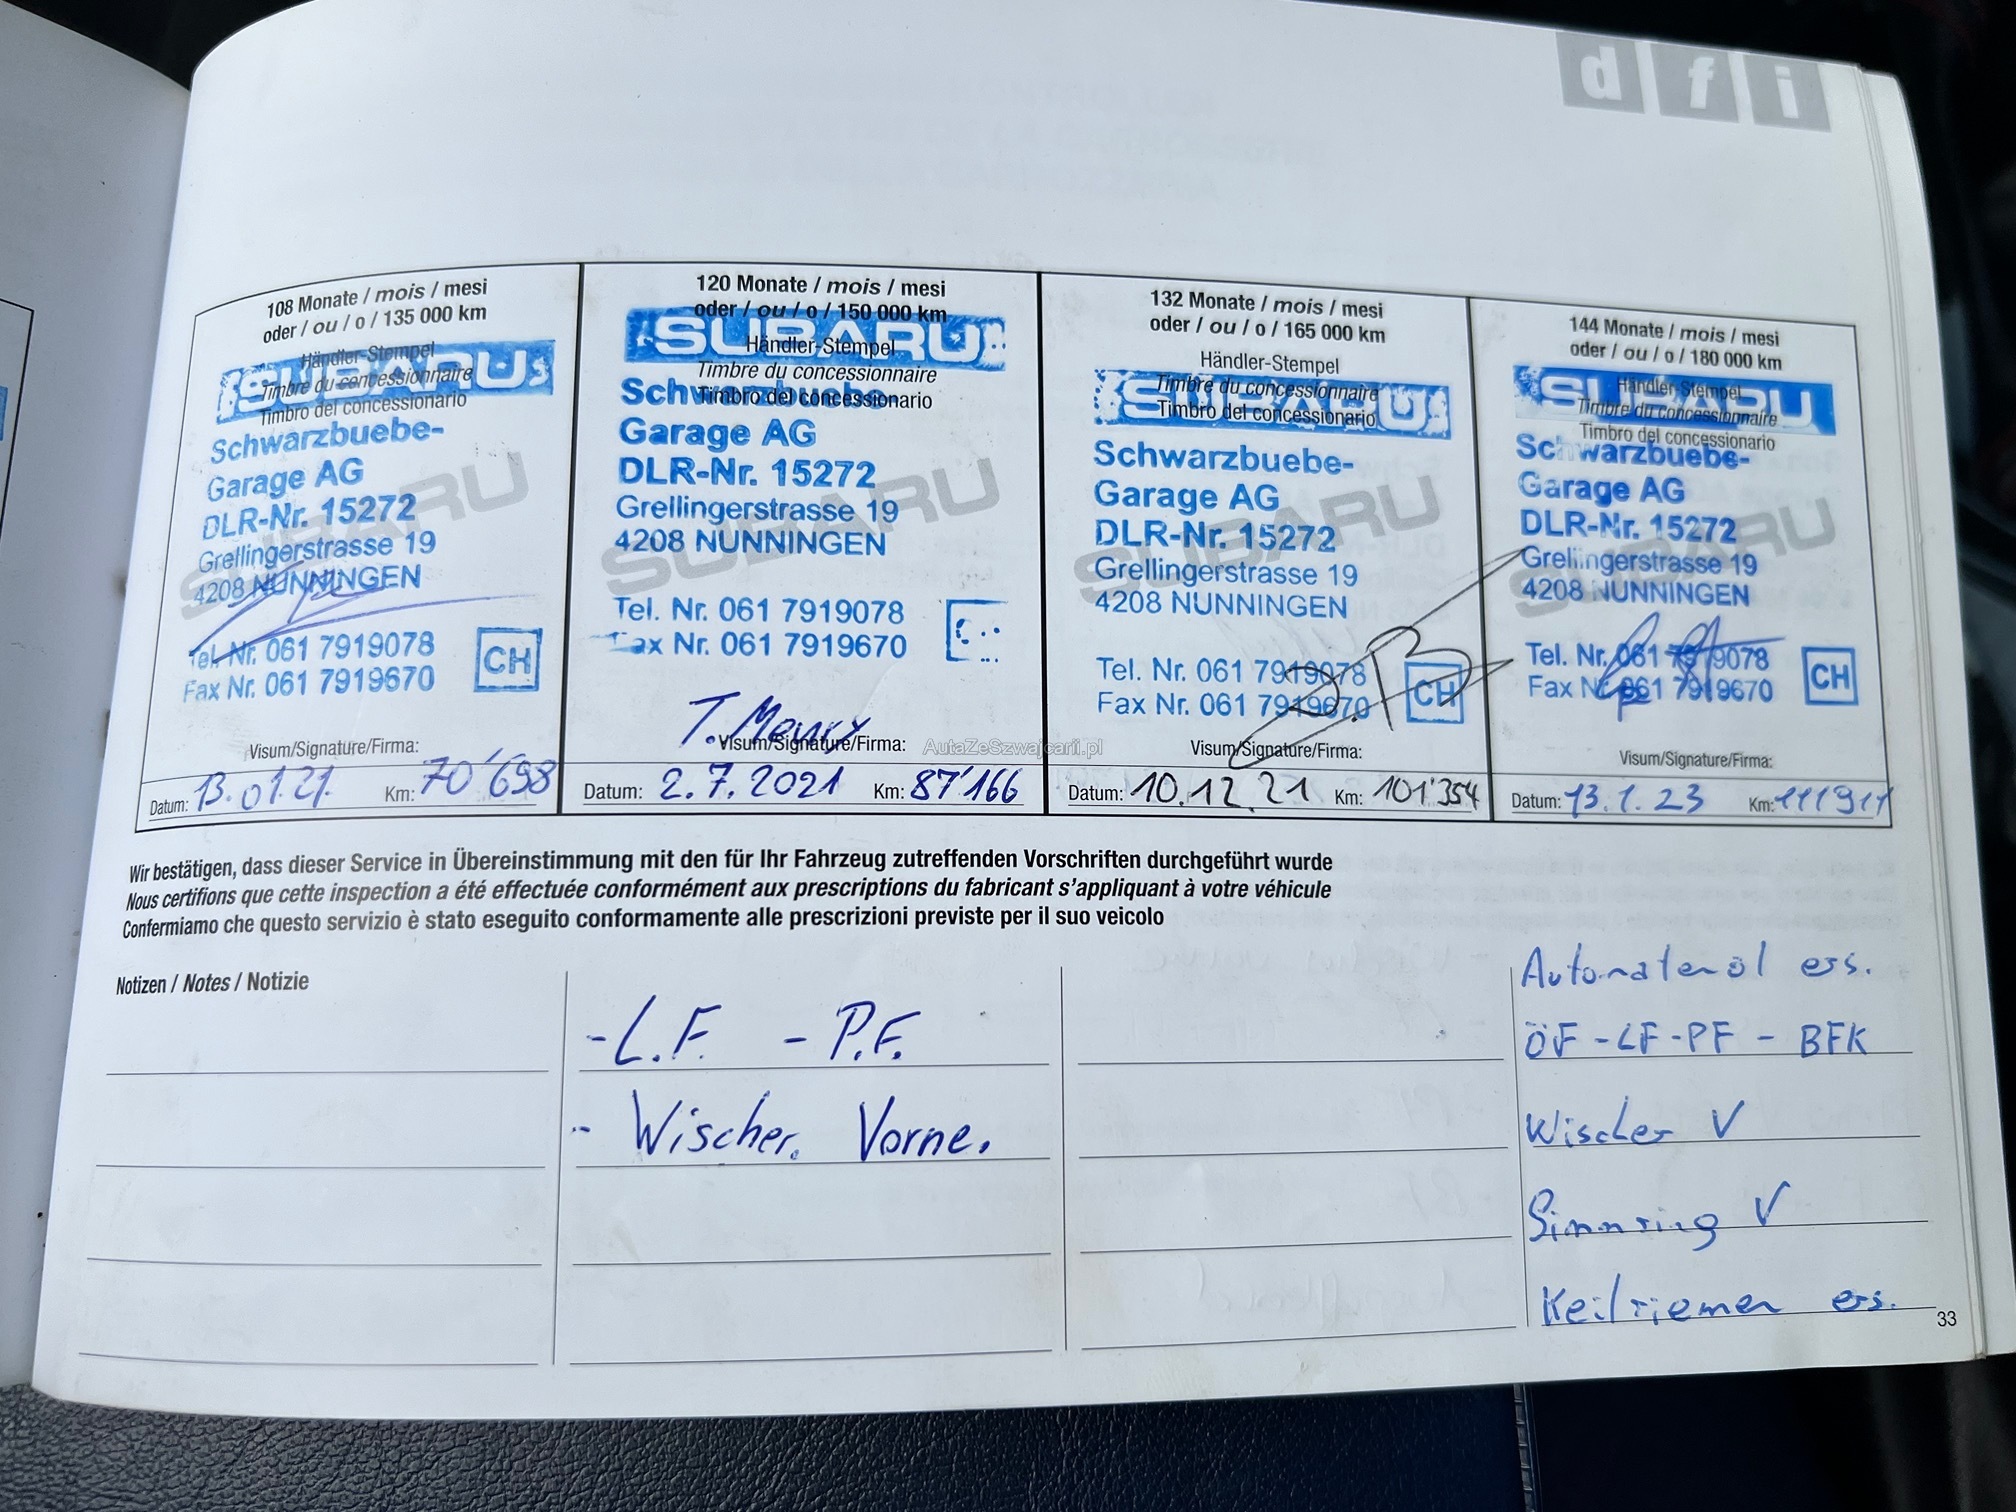 d f i
108 Monate / mois / mesi
oder / ou / o / 135 000 km
Händler-Stempel
Timbre du concessionnaire
Timbro del concessionario
SUBARU
Schwarzbuebe-
Garage AG
DLR-Nr. 15272
Grellingerstrasse 19
4208 NUNNINGEN
Tel. Nr. 061 7919078
Fax Nr. 061 7919670
CH
SUBARU
Visum/Signature/Firma:
Datum: 13.01.21. Km: 70'698
120 Monate / mois / mesi
oder / ou / o / 150 000 km
Händler-Stempel
Timbre du concessionnaire
Timbro del concessionario
SUBARU
Schwarzbuebe-
Garage AG
DLR-Nr. 15272
Grellingerstrasse 19
4208 NUNNINGEN
Tel. Nr. 061 7919078
Fax Nr. 061 7919670
SUBARU
Visum/Signature/Firma:
Datum: 2.7.2021 Km: 87'166
132 Monate / mois / mesi
oder / ou / o / 165 000 km
Händler-Stempel
Timbre du concessionnaire
Timbro del concessionario
SUBARU
Schwarzbuebe-
Garage AG
DLR-Nr. 15272
Grellingerstrasse 19
4208 NUNNINGEN
Tel. Nr. 061 7919078
Fax Nr. 061 7919670
CH
SUBARU
Visum/Signature/Firma:
Datum: 10.12.21 Km: 101'354
144 Monate / mois / mesi
oder / ou / o / 180 000 km
Händler-Stempel
Timbre du concessionnaire
Timbro del concessionario
SUBARU
Schwarzbuebe-
Garage AG
DLR-Nr. 15272
Grellingerstrasse 19
4208 NUNNINGEN
Tel. Nr. 061 7919078
Fax Nr. 061 7919670
CH
SUBARU
Visum/Signature/Firma:
Datum: 13.1.23 Km: 111911
AutaZeSzwajcarii.pl
Wir bestätigen, dass dieser Service in Übereinstimmung mit den für Ihr Fahrzeug zutreffenden Vorschriften durchgeführt wurde
Nous certifions que cette inspection a été effectuée conformément aux prescriptions du fabricant s'appliquant à votre véhicule
Confermiamo che questo servizio è stato eseguito conformamente alle prescrizioni previste per il suo veicolo
Notizen / Notes / Notizie
- L.F. - P.F.
- Wischer. Vorne.
Automatenöl ers.
ÖF - LF - PF - BFK
Wischer V
Simmring V
Keilriemen ers.
33